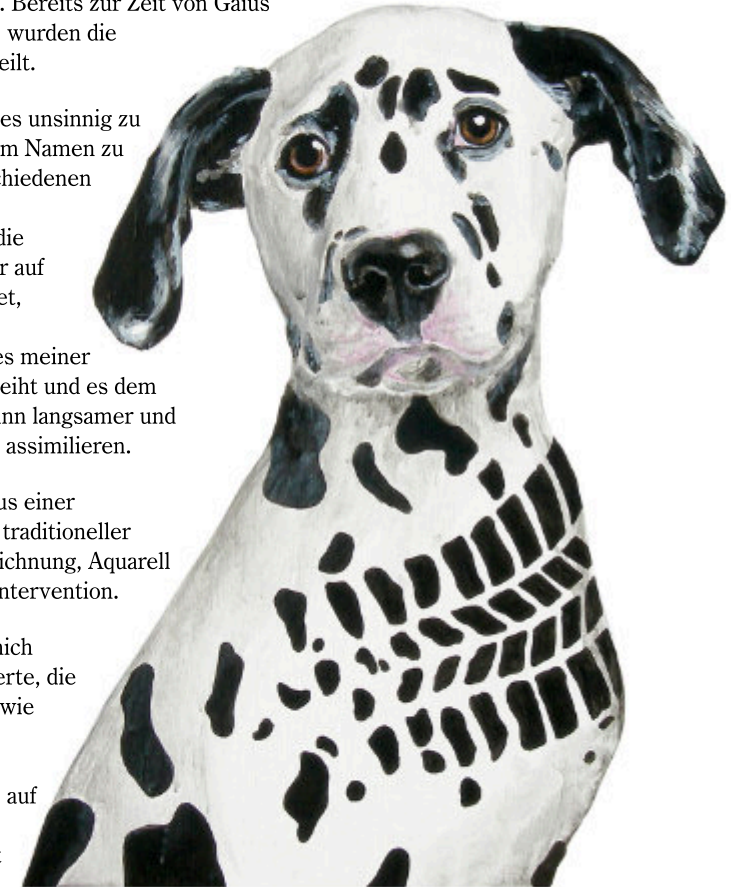 . Bereits zur Zeit von Gaius
wurden die
eilt.
es unsinnig zu
m Namen zu
chiedenen
die
r auf
et,
es meiner
eiht und es dem
nn langsamer und
assimilieren.
us einer
traditioneller
ichnung, Aquarell
ntervention.
nich
erte, die
wie
auf